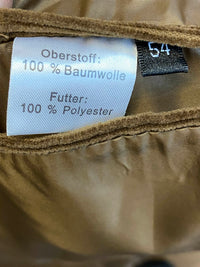 Oberstoff:
100 % Baumwolle
Futter:
100 % Polyester
54